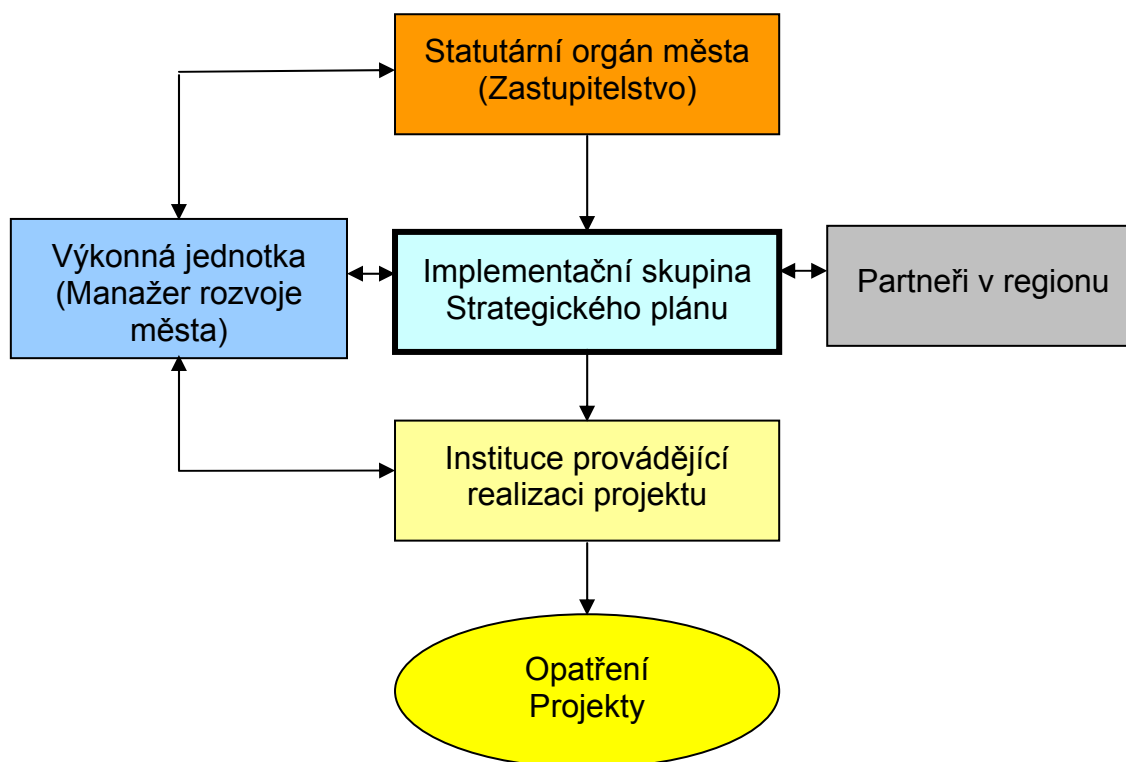 Statutární orgán města
(Zastupitelstvo)
Výkonná jednotka
(Manažer rozvoje
města)
Implementační skupina
Strategického plánu
Partneři v regionu
Instituce provádějící
realizaci projektu
Opatření
Projekty